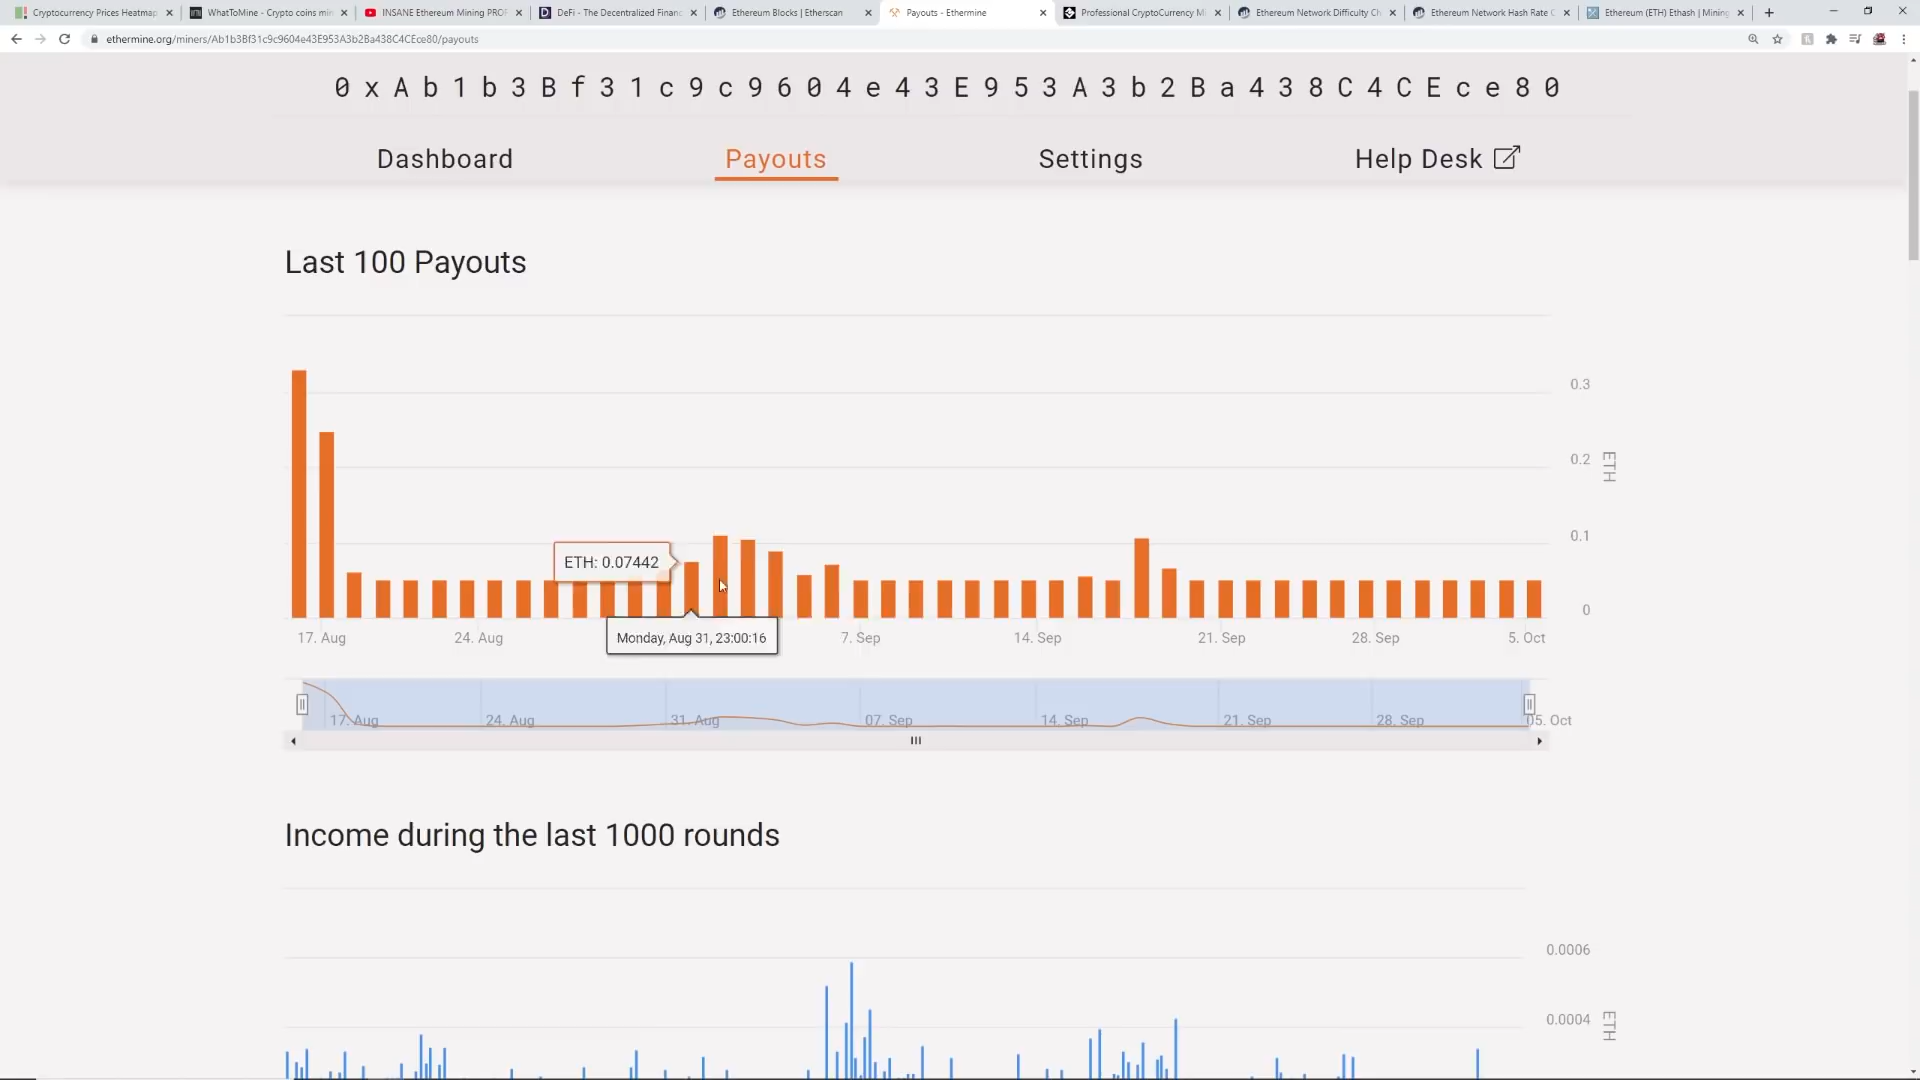 Cryptocurrency Prices Heatmap
WhatToMine - Crypto coins min
INSANE Ethereum Mining PROF
DeFi - The Decentralized Financ
Ethereum Blocks | Etherscan
Payouts - Ethermine
Professional CryptoCurrency Mi
Ethereum Network Difficulty Ch
Ethereum Network Hash Rate C
Ethereum (ETH) Ethash | Mining
ethermine.org/miners/Ab1b3Bf31c9c9604e43E953A3b2Ba438C4CEce80/payouts
0xAb1b3Bf31c9c9604e43E953A3b2Ba438C4CEce80
Dashboard
Payouts
Settings
Help Desk
Last 100 Payouts
0.3
0.2
ETH
0.1
0
ETH: 0.07442
17. Aug
24. Aug
Monday, Aug 31, 23:00:16
7. Sep
14. Sep
21. Sep
28. Sep
5. Oct
17. Aug
24. Aug
31. Aug
07. Sep
14. Sep
21. Sep
28. Sep
05. Oct
Income during the last 1000 rounds
0.0006
0.0004
ETH